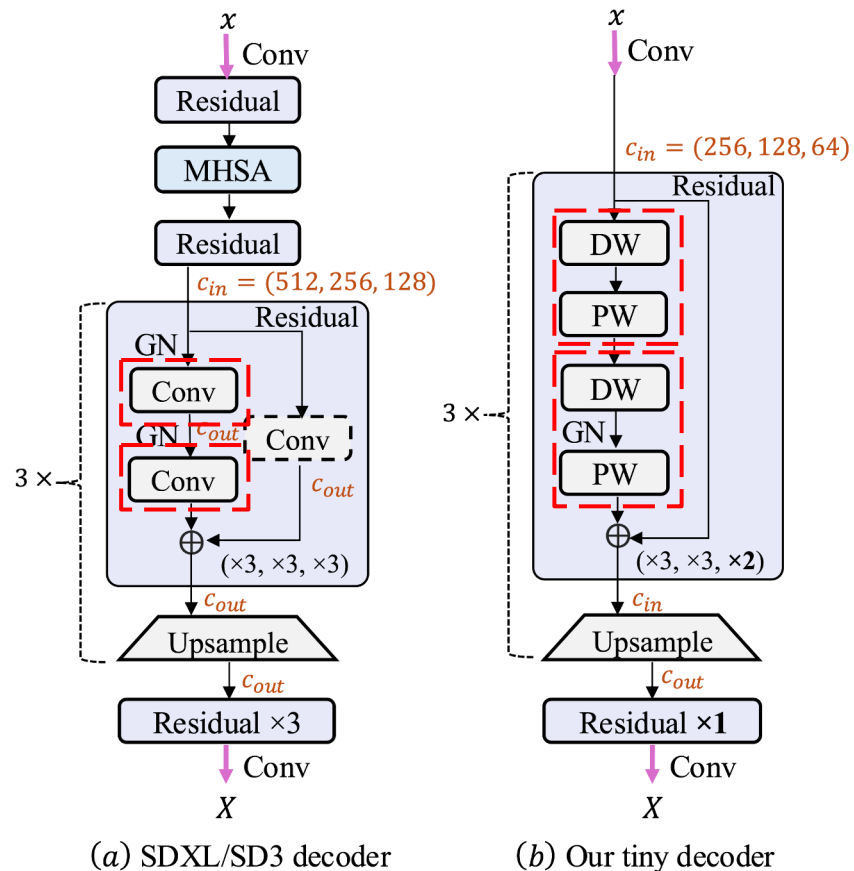 x
Conv
Residual
MHSA
Residual
c_in = (512, 256, 128)
Residual
GN
Conv
GN
c_out
Conv
Conv
c_out
3 ×
(×3, ×3, ×3)
c_out
Upsample
c_out
Residual ×3
Conv
X
(a) SDXL/SD3 decoder
x
Conv
c_in = (256, 128, 64)
Residual
DW
PW
DW
3 ×
GN
PW
(×3, ×3, ×2)
c_in
Upsample
c_out
Residual ×1
Conv
X
(b) Our tiny decoder